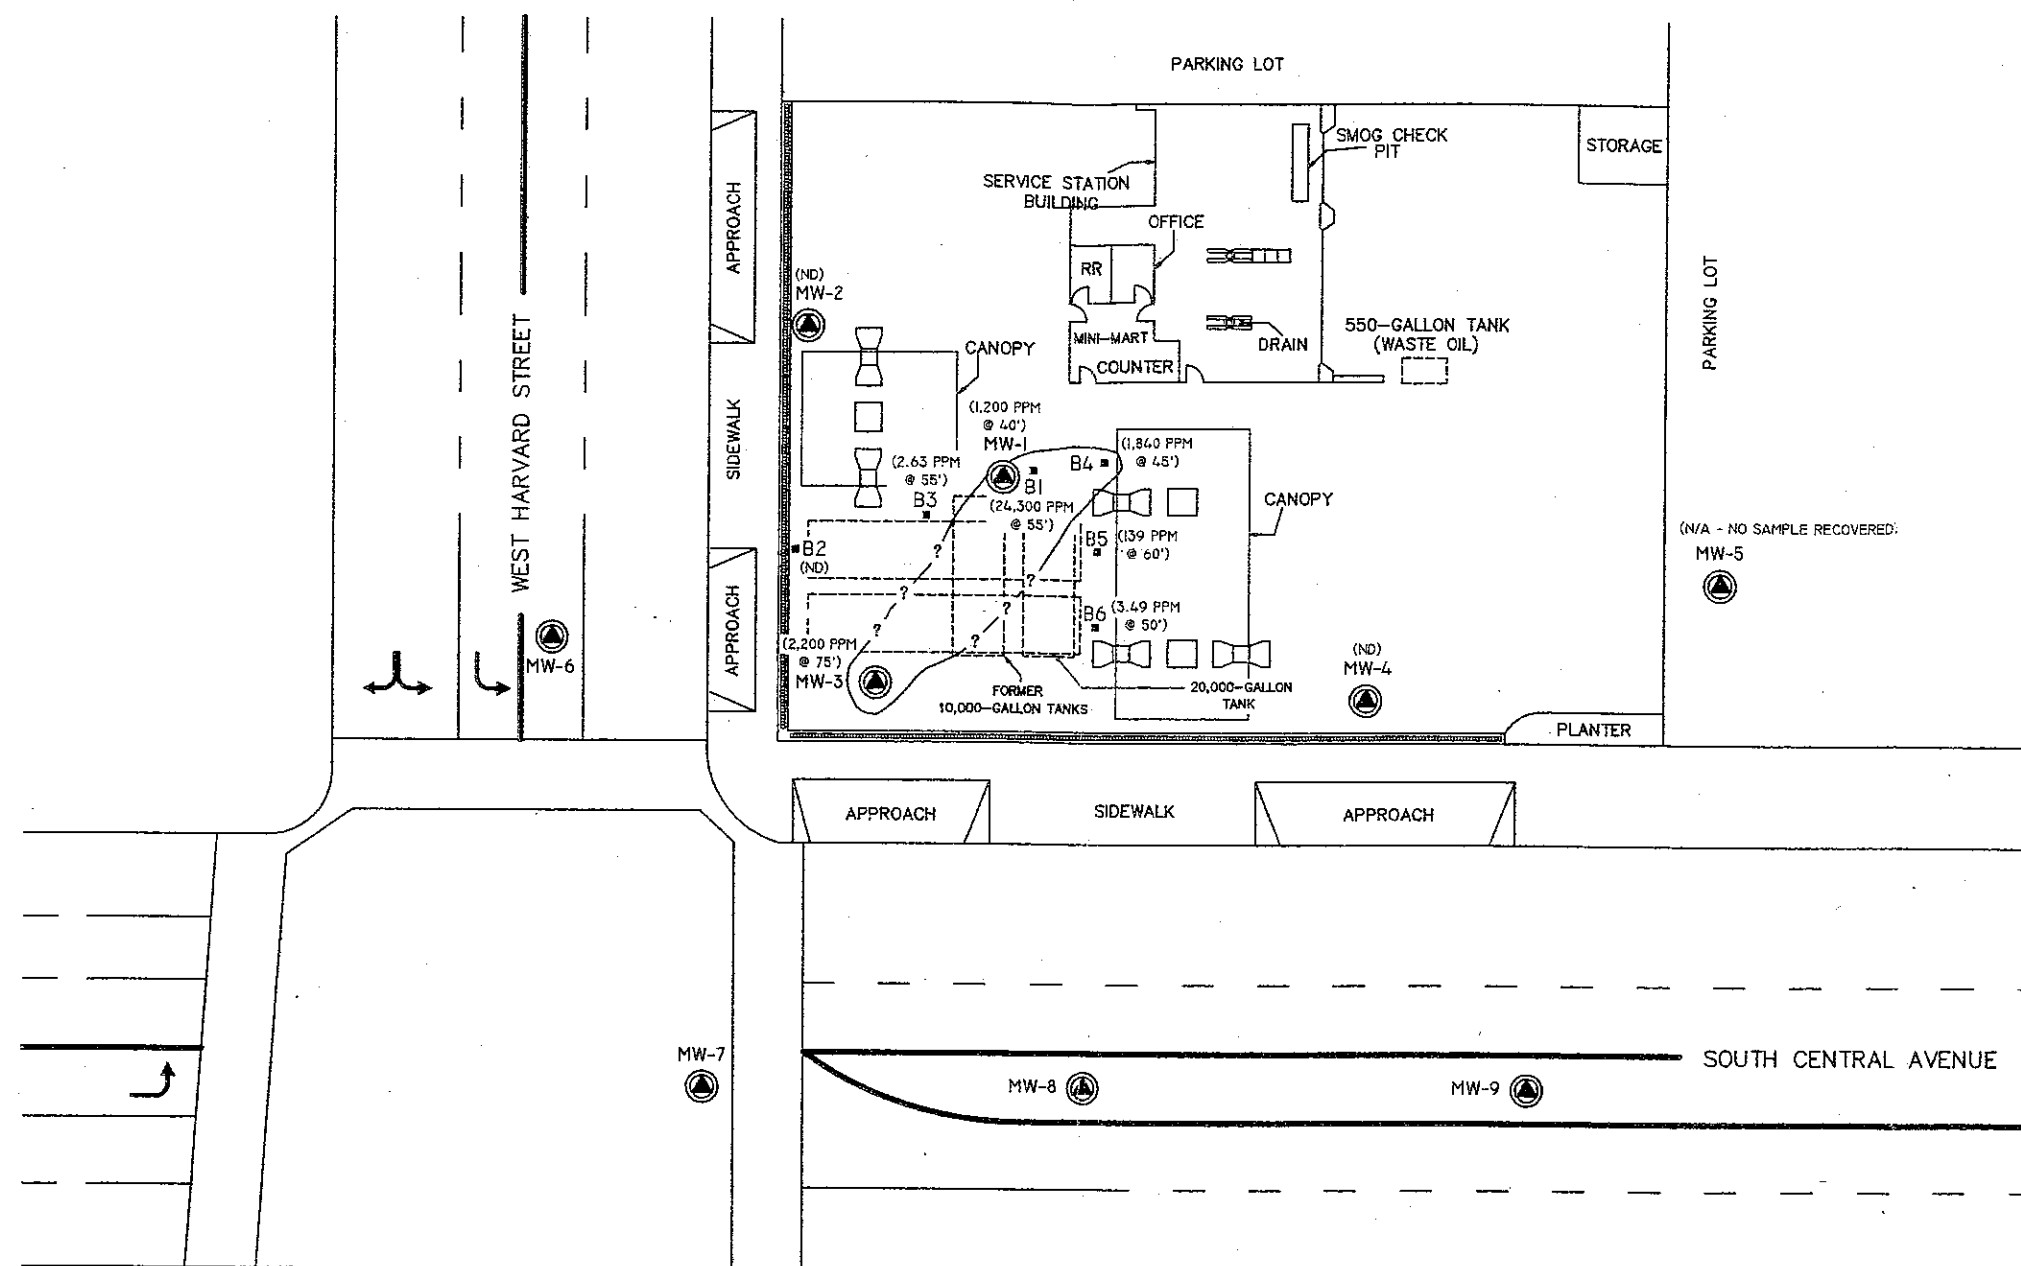 PARKING LOT
SMOG CHECK
PIT
STORAGE
SERVICE STATION
BUILDING
OFFICE
APPROACH
RR
(ND)
MW-2
PARKING LOT
550-GALLON TANK
(WASTE OIL)
MINI-MART
DRAIN
CANOPY
COUNTER
WEST HARVARD STREET
SIDEWALK
(1,200 PPM
@ 40')
MW-1
(1,840 PPM
@ 45')
B4
(2.63 PPM
@ 55')
B3
B1
(24,300 PPM
@ 55')
CANOPY
(N/A - NO SAMPLE RECOVERED)
MW-5
B2
(ND)
?
B5
(139 PPM
@ 60')
?
?
?
APPROACH
B6
(3.49 PPM
@ 50')
?
?
(2,200 PPM
@ 75')
MW-3
MW-6
(ND)
MW-4
FORMER
10,000-GALLON TANKS
20,000-GALLON
TANK
PLANTER
APPROACH
SIDEWALK
APPROACH
MW-7
MW-8
MW-9
SOUTH CENTRAL AVENUE